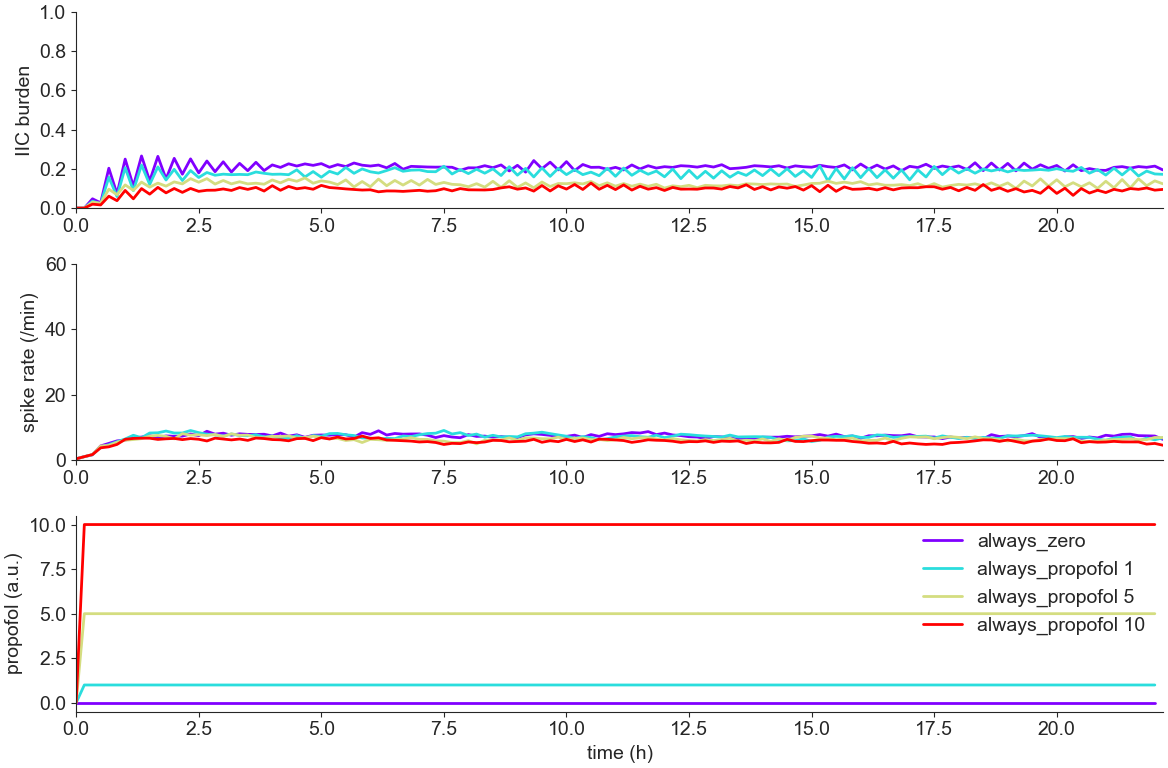 1.0
0.8
0.6
0.4
0.2
0.0
IIC burden
0.0 2.5 5.0 7.5 10.0 12.5 15.0 17.5 20.0
60
40
20
0
spike rate (/min)
0.0 2.5 5.0 7.5 10.0 12.5 15.0 17.5 20.0
10.0
7.5
5.0
2.5
0.0
propofol (a.u.)
always_zero
always_propofol 1
always_propofol 5
always_propofol 10
0.0 2.5 5.0 7.5 10.0 12.5 15.0 17.5 20.0
time (h)